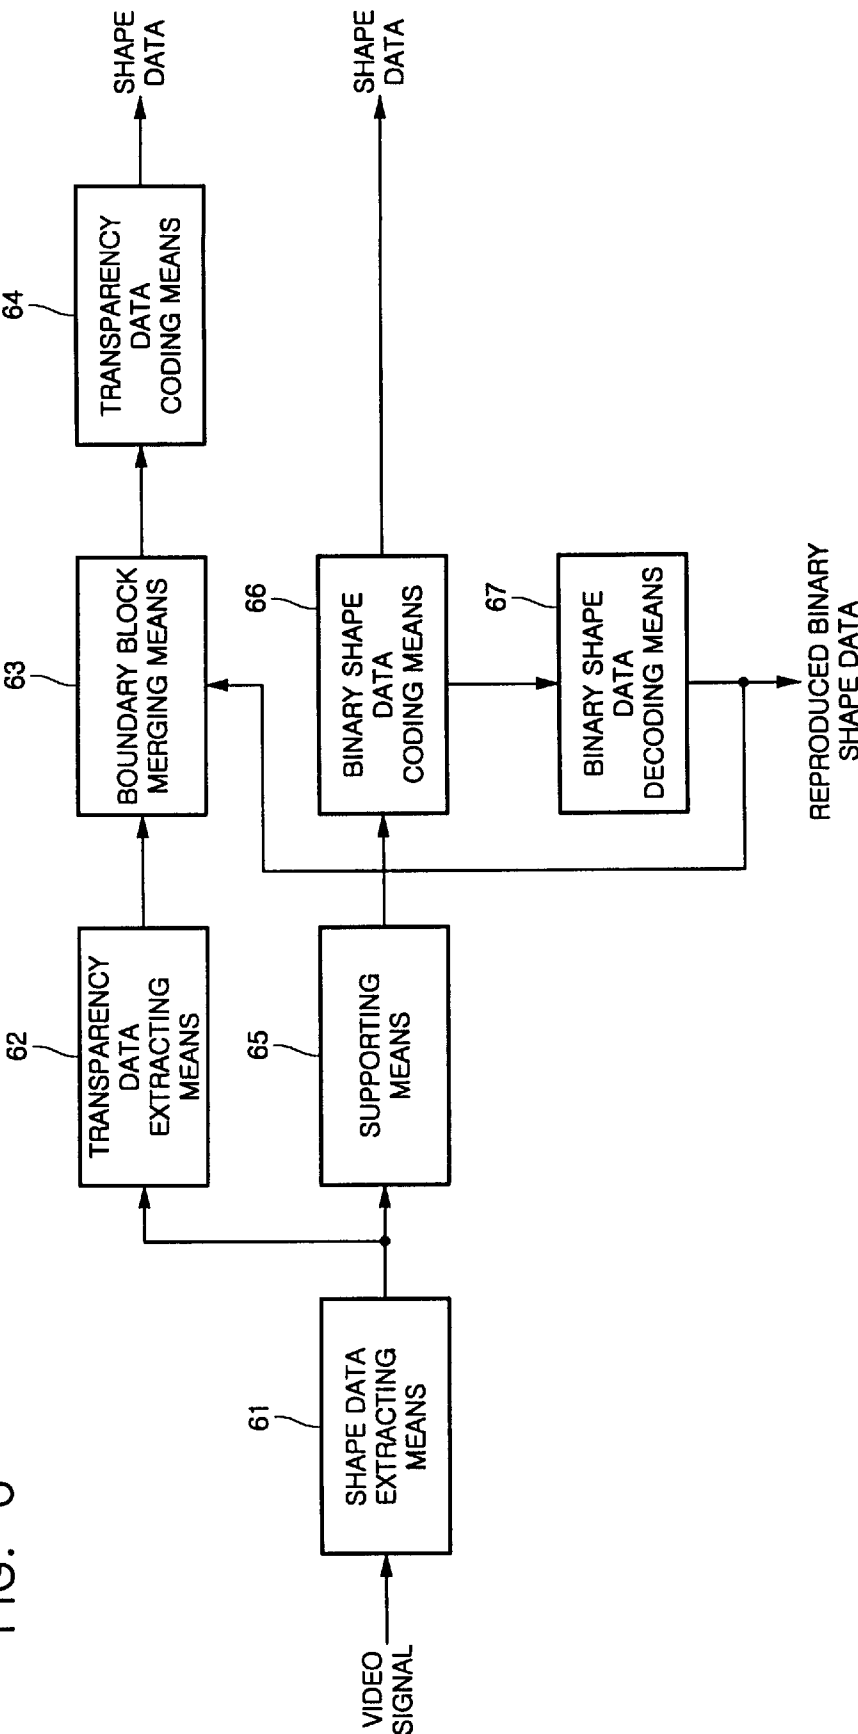 FIG.
VIDEO
SIGNAL
61
SHAPE DATA
EXTRACTING
MEANS
62
TRANSPARENCY
DATA
EXTRACTING
MEANS
63
BOUNDARY BLOCK
MERGING MEANS
64
TRANSPARENCY
DATA
CODING MEANS
SHAPE
DATA
65
SUPPORTING
MEANS
66
BINARY SHAPE
DATA
CODING MEANS
SHAPE
DATA
67
BINARY SHAPE
DATA
DECODING MEANS
REPRODUCED BINARY
SHAPE DATA